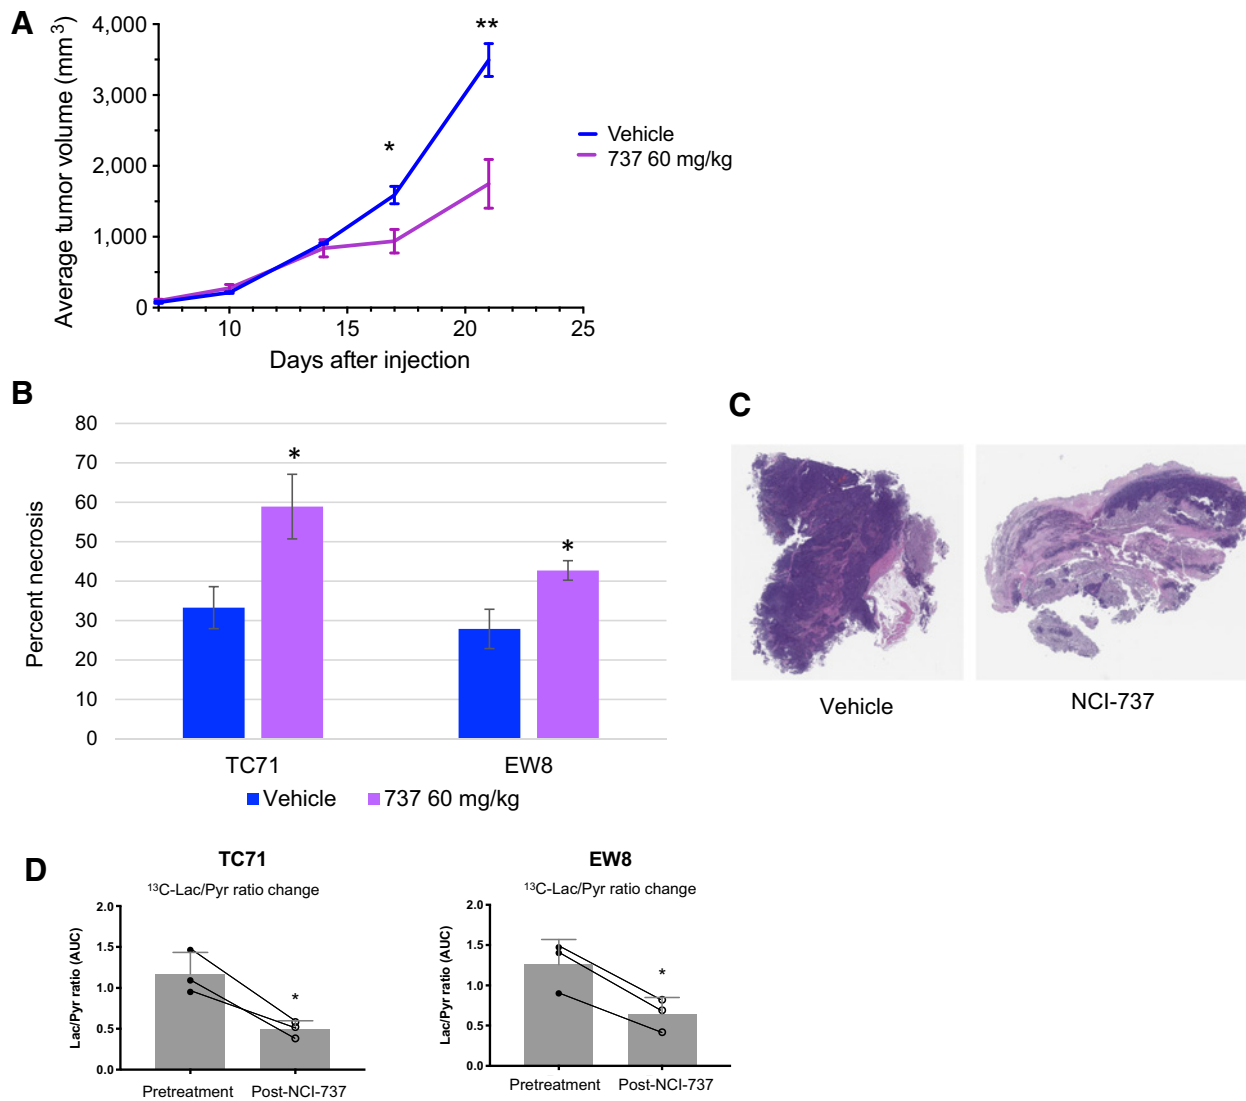 A
Average tumor volume (mm³)
4,000
3,000
2,000
1,000
0
10
15
20
25
*
**
Days after injection
Vehicle
737 60 mg/kg
B
Percent necrosis
80
70
60
50
40
30
20
10
0
*
*
TC71
EW8
Vehicle
737 60 mg/kg
C
Vehicle
NCI-737
D
TC71
¹³C-Lac/Pyr ratio change
Lac/Pyr ratio (AUC)
2.0
1.5
1.0
0.5
0.0
*
Pretreatment
Post-NCI-737
EW8
¹³C-Lac/Pyr ratio change
Lac/Pyr ratio (AUC)
2.0
1.5
1.0
0.5
0.0
*
Pretreatment
Post-NCI-737